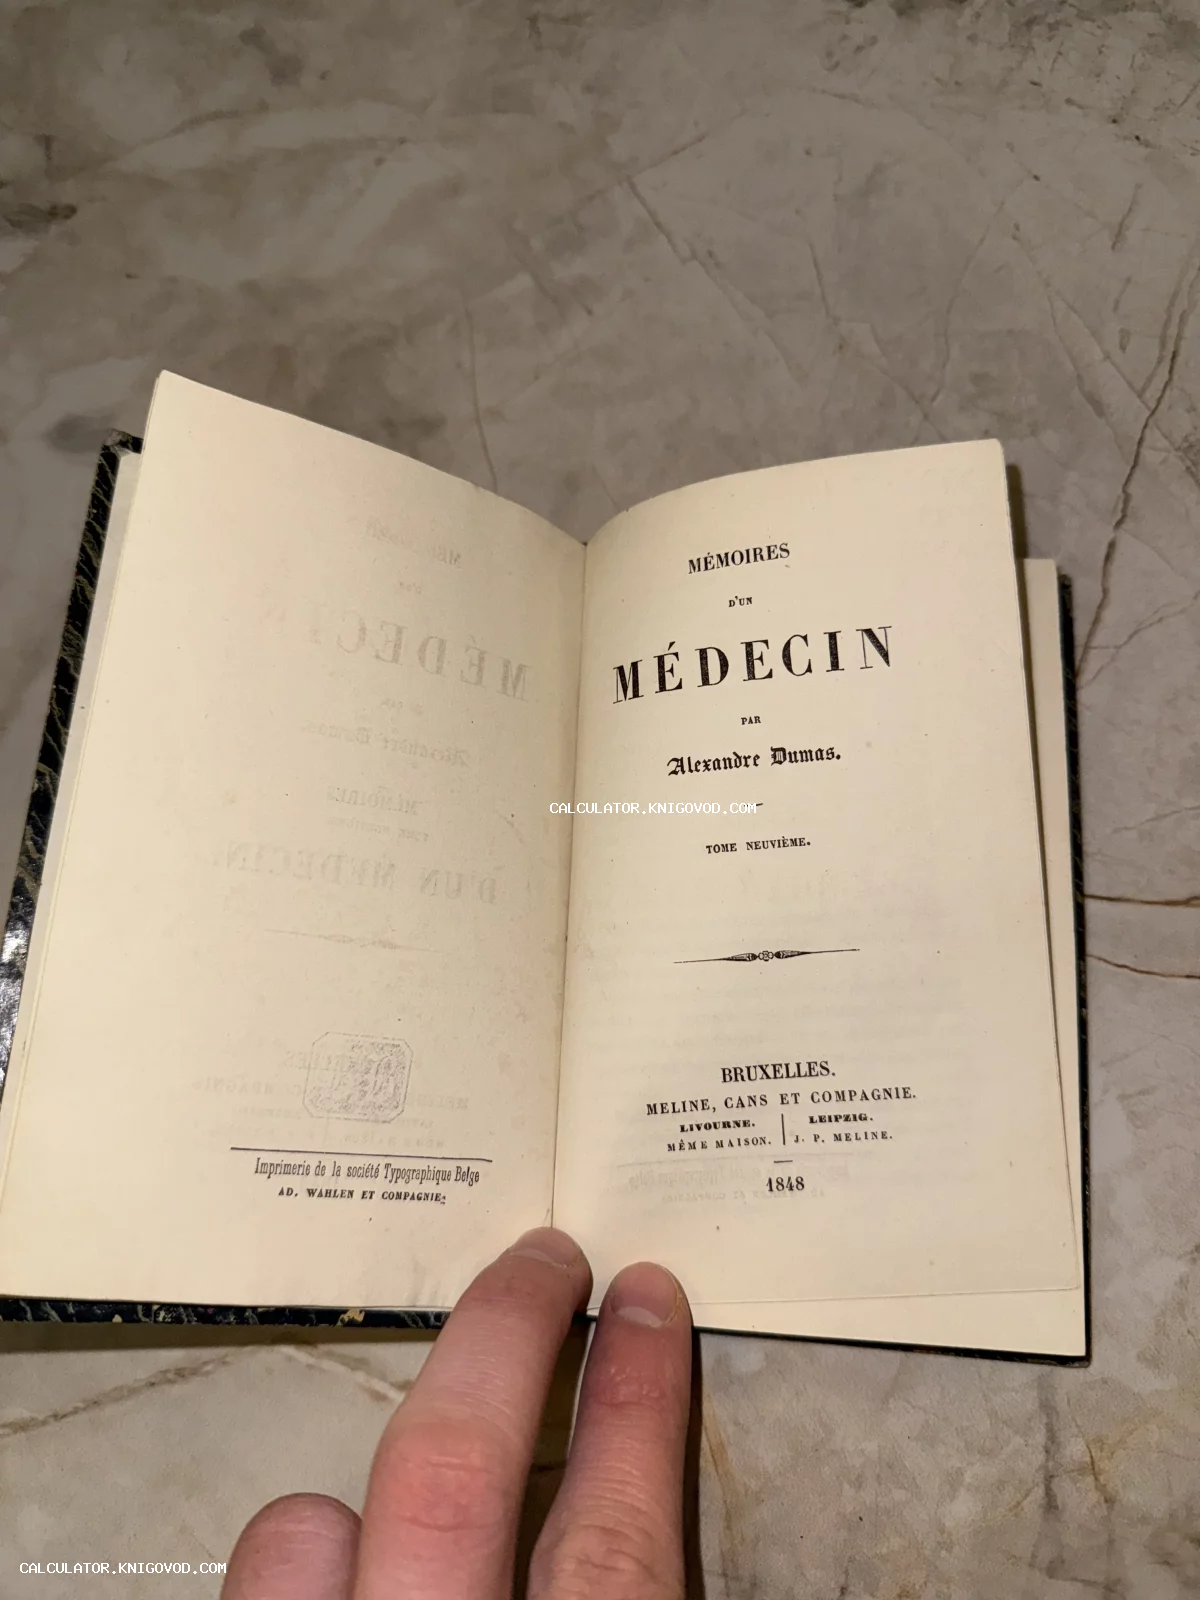 Imprimerie de la société Typographique Belge
AD. WAHLEN ET COMPAGNIE.
MÉMOIRES
D'UN
MÉDECIN
PAR
Alexandre Dumas.
TOME NEUVIÈME.
BRUXELLES.
MELINE, CANS ET COMPAGNIE.
LIVOURNE.
MÊME MAISON.
LEIPZIG.
J. P. MELINE.
1848
CALCULATOR.KNIGOVOD.COM
CALCULATOR.KNIGOVOD.COM